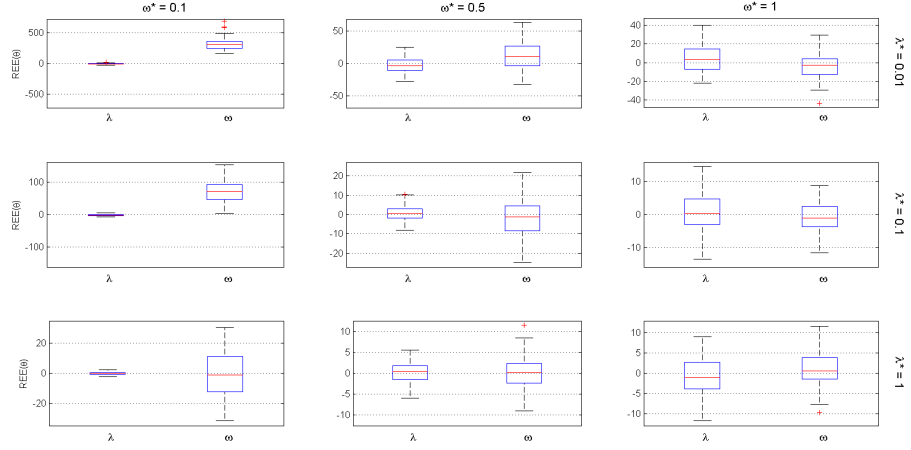 ω* = 0.1 ω* = 0.5 ω* = 1
REE(θ) 500 0 -500 λ ω
50 0 -50 λ ω
40 20 0 -20 -40 λ ω
λ* = 0.01
REE(θ) 100 0 -100 λ ω
20 10 0 -10 -20 λ ω
10 0 -10 λ ω
λ* = 0.1
REE(θ) 20 0 -20 λ ω
10 5 0 -5 -10 λ ω
10 5 0 -5 -10 λ ω
λ* = 1